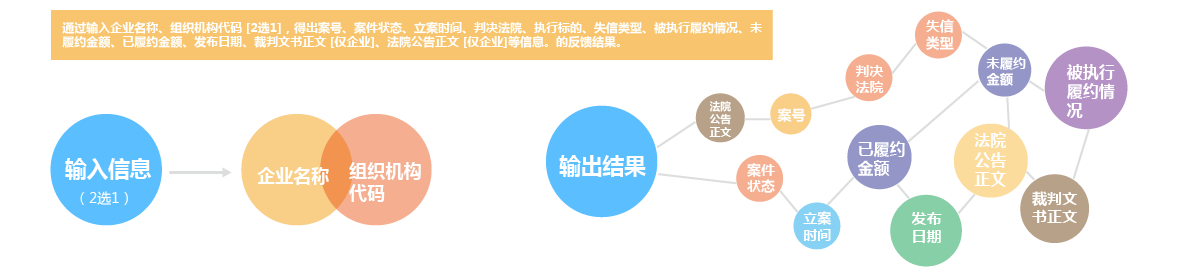 通过输入企业名称、组织机构代码 [2选1]，得出案号、案件状态、立案时间、判决法院、执行标的、失信类型、被执行履约情况、未
履约金额、已履约金额、发布日期、裁判文书正文 [仅企业]、法院公告正文 [仅企业]等信息。的反馈结果。
输入信息
（2选1）
企业名称
组织机构
代码
输出结果
法院
公告
正文
案号
判决
法院
失信
类型
未履约
金额
被执行
履约情
况
案件
状态
立案
时间
已履约
金额
发布
日期
法院
公告
正文
裁判文
书正文